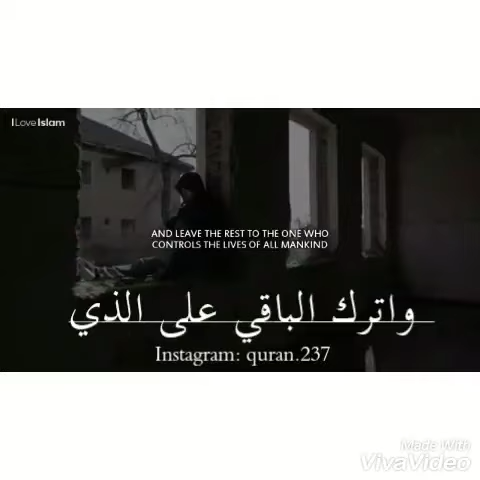 I Love Islam
AND LEAVE THE REST TO THE ONE WHO
CONTROLS THE LIVES OF ALL MANKIND
واترك الباقي على الذي
Instagram: quran.237
Made With
VivaVideo